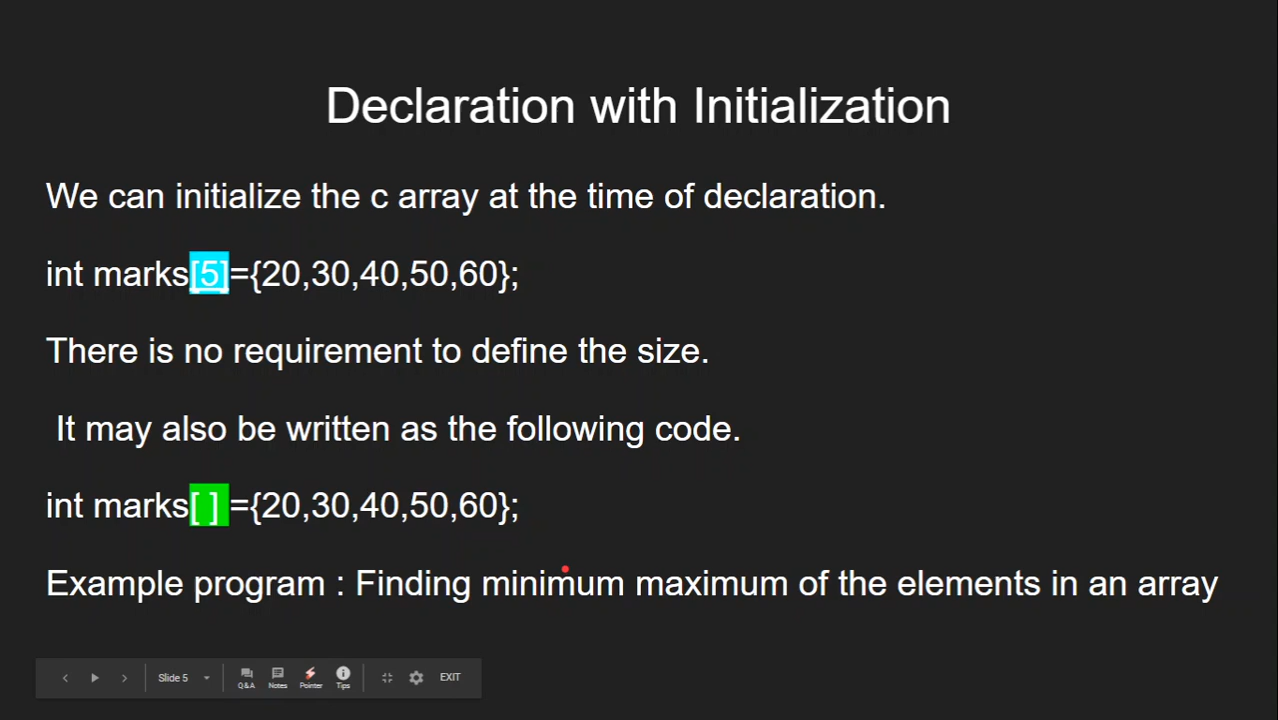 Declaration with Initialization
We can initialize the c array at the time of declaration.
int marks[5]={20,30,40,50,60};
There is no requirement to define the size.
It may also be written as the following code.
int marks[ ]={20,30,40,50,60};
Example program : Finding minimum maximum of the elements in an array
Slide 5 Q&A Notes Pointer Tips EXIT